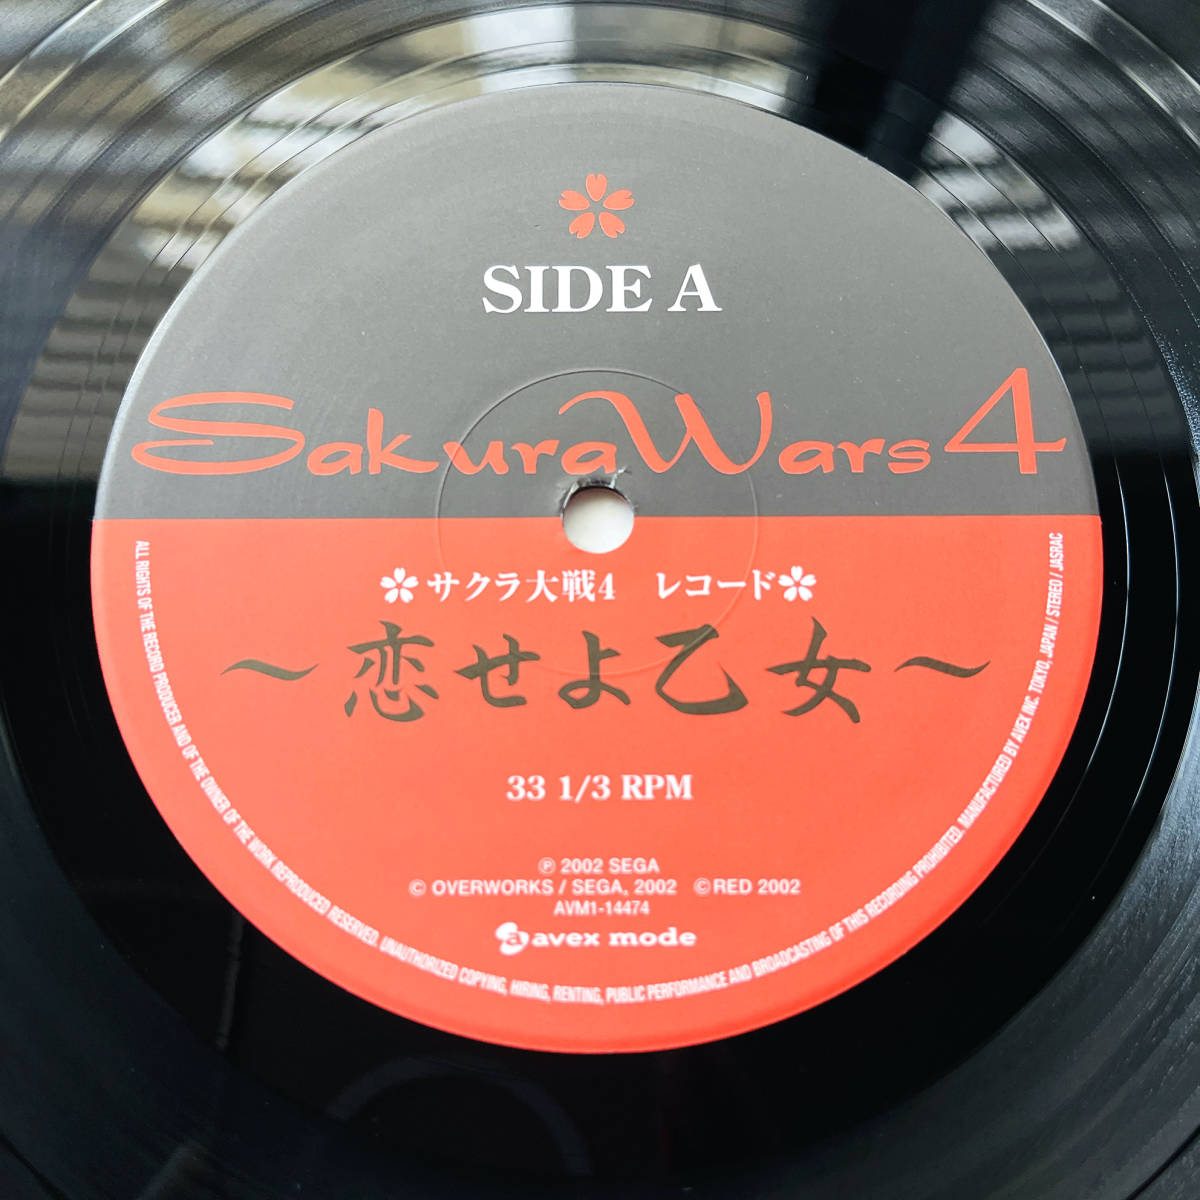 SIDE A
Sakura Wars 4
サクラ大戦4 レコード
〜恋せよ乙女〜
33 1/3 RPM
℗ 2002 SEGA
© OVERWORKS / SEGA, 2002 © RED 2002
AVM1-14474
a avex mode
ALL RIGHTS OF THE RECORD PRODUCER AND OF THE OWNER OF THE WORK REPRODUCED RESERVED. UNAUTHORIZED COPYING, HIRING, RENTING, PUBLIC PERFORMANCE AND BROADCASTING OF THIS RECORDING PROHIBITED. MANUFACTURED BY AVEX INC. TOKYO, JAPAN / STEREO / JASRAC